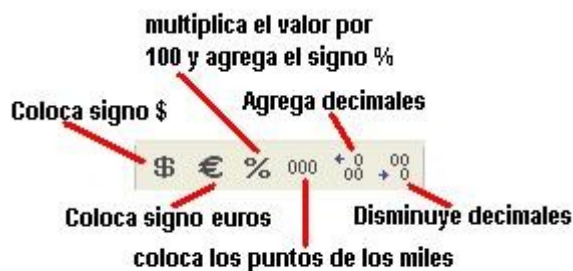 multiplica el valor por
100 y agrega el signo %
Agrega decimales
Coloca signo $
$ € % 000 0 00 00 0
Coloca signo euros
Disminuye decimales
coloca los puntos de los miles